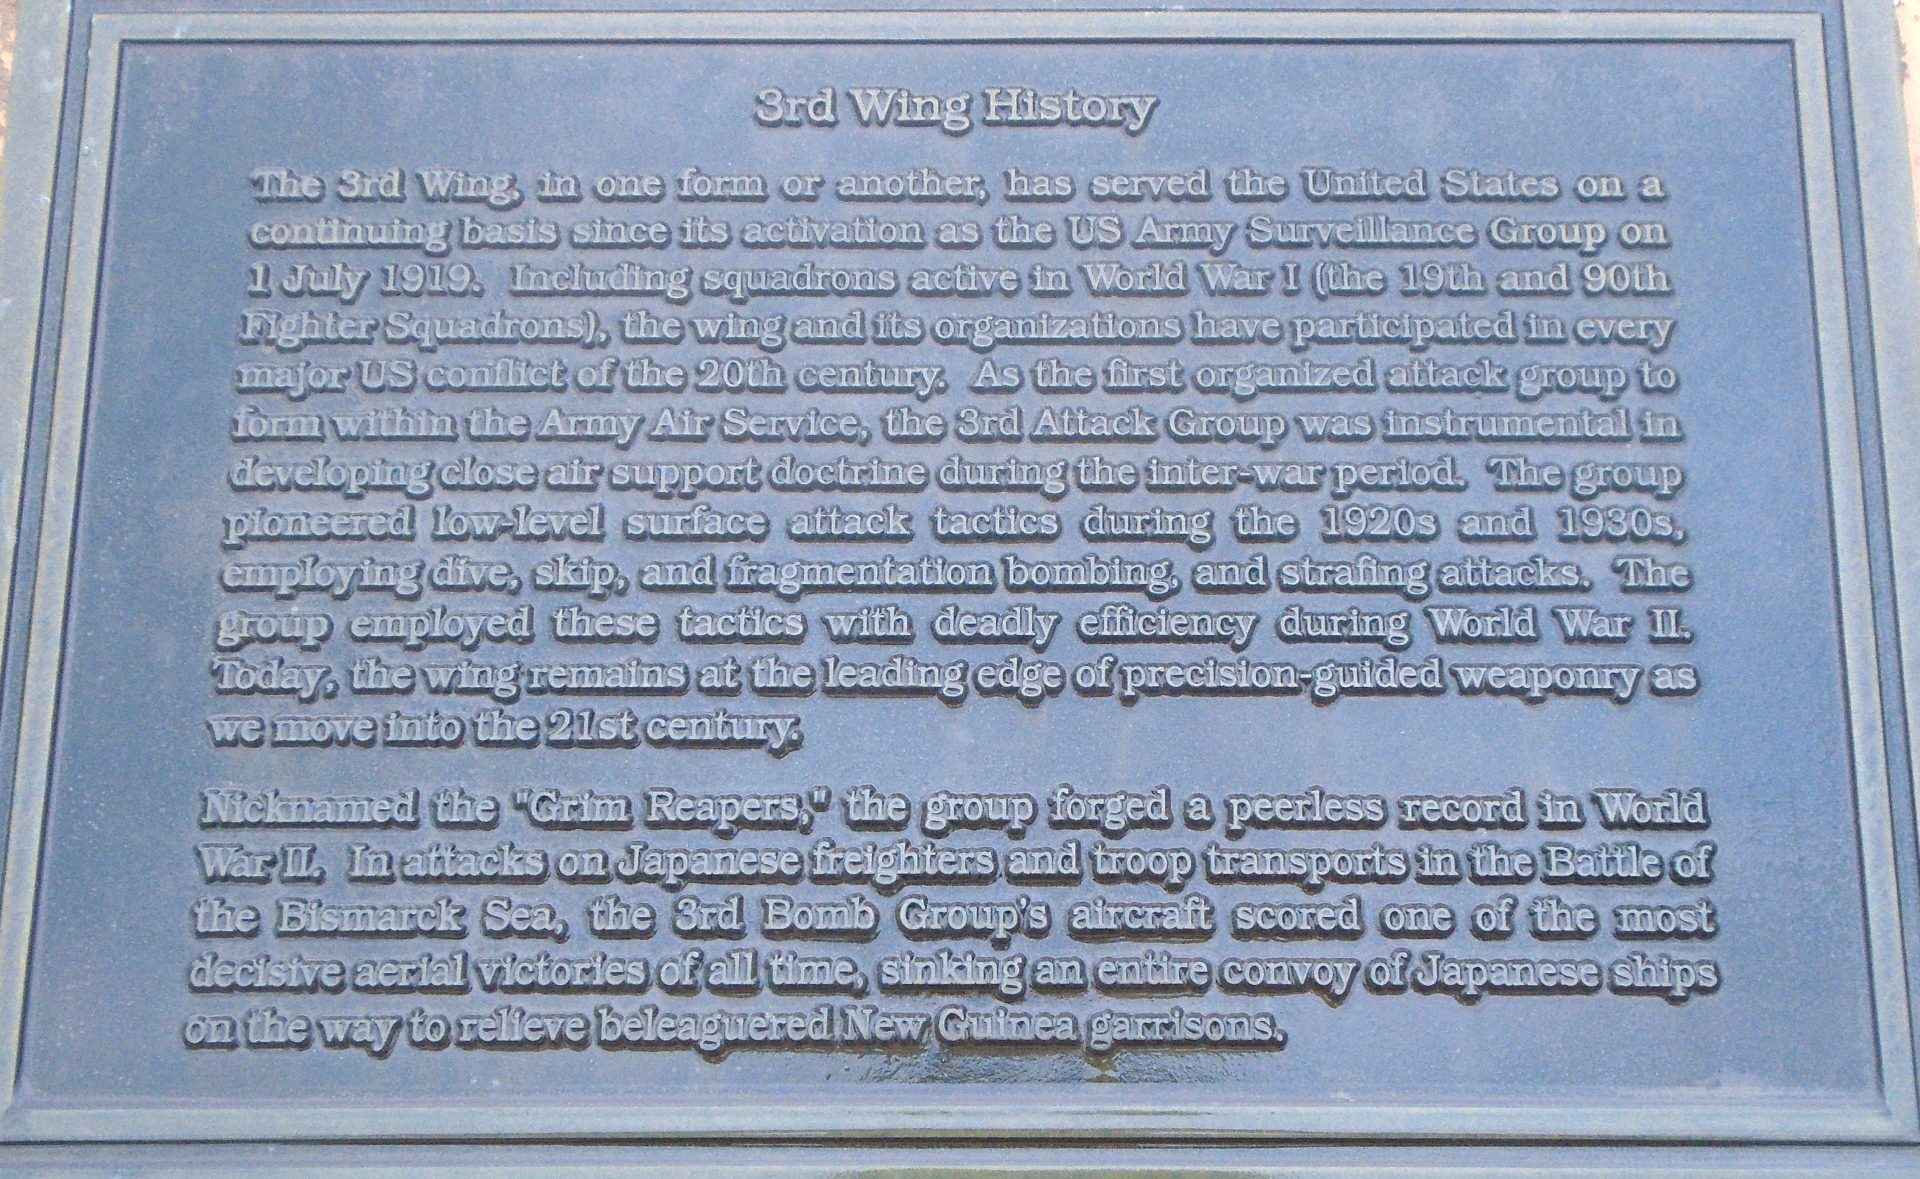 3rd Wing History
The 3rd Wing, in one form or another, has served the United States on a
continuing basis since its activation as the US Army Surveillance Group on
1 July 1919. Including squadrons active in World War I (the 19th and 90th
Fighter Squadrons), the wing and its organizations have participated in every
major US conflict of the 20th century. As the first organized attack group to
form within the Army Air Service, the 3rd Attack Group was instrumental in
developing close air support doctrine during the inter-war period. The group
pioneered low-level surface attack tactics during the 1920s and 1930s,
employing dive, skip, and fragmentation bombing, and strafing attacks. The
group employed these tactics with deadly efficiency during World War II.
Today, the wing remains at the leading edge of precision-guided weaponry as
we move into the 21st century.
Nicknamed the "Grim Reapers," the group forged a peerless record in World
War II. In attacks on Japanese freighters and troop transports in the Battle of
the Bismarck Sea, the 3rd Bomb Group's aircraft scored one of the most
decisive aerial victories of all time, sinking an entire convoy of Japanese ships
on the way to relieve beleaguered New Guinea garrisons.